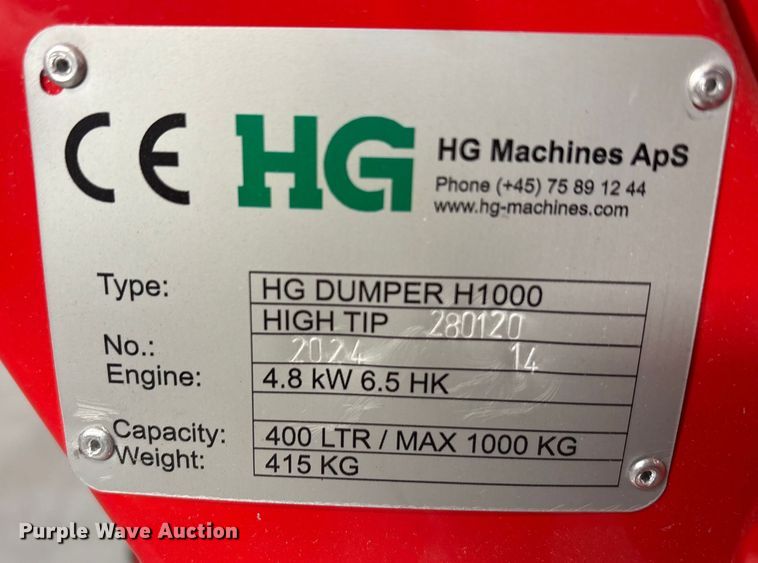 CE HG HG Machines ApS
Phone (+45) 75 89 12 44
www.hg-machines.com
Type: HG DUMPER H1000
HIGH TIP 280120
No.: 2024 14
Engine: 4.8 kW 6.5 HK
Capacity: 400 LTR / MAX 1000 KG
Weight: 415 KG
Purple Wave Auction